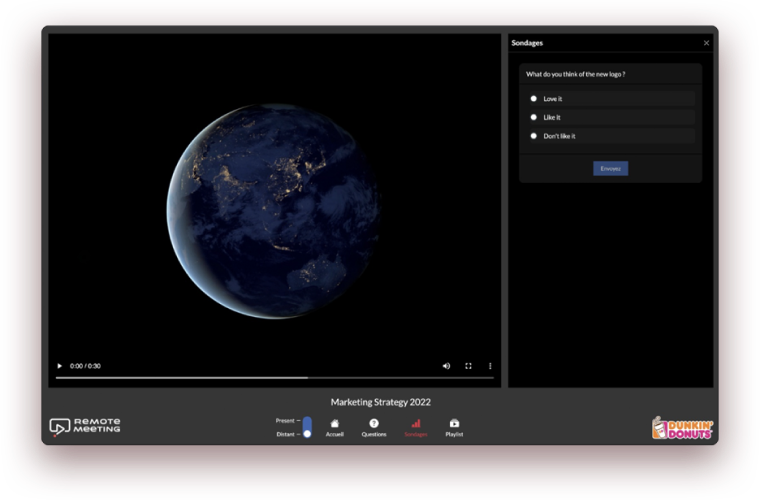 Sondages
What do you think of the new logo ?
Love it
Like it
Don't like it
Envoyez
0:00 / 0:30
Marketing Strategy 2022
REMOTE
MEETING
Present
Distant
Accueil
Questions
Sondages
Playlist
DUNKIN'
DONUTS